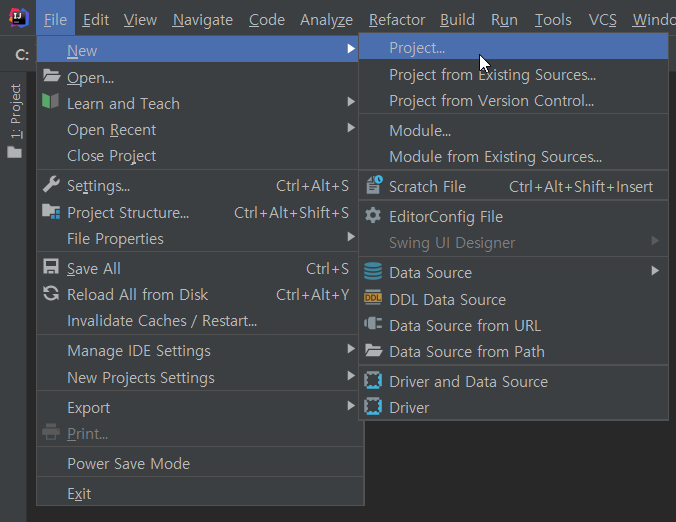 IJ File Edit View Navigate Code Analyze Refactor Build Run Tools VCS Windo
C:
1: Project
New
Open...
Learn and Teach
Open Recent
Close Project
Settings... Ctrl+Alt+S
Project Structure... Ctrl+Alt+Shift+S
File Properties
Save All Ctrl+S
Reload All from Disk Ctrl+Alt+Y
Invalidate Caches / Restart...
Manage IDE Settings
New Projects Settings
Export
Print...
Power Save Mode
Exit
Project...
Project from Existing Sources...
Project from Version Control...
Module...
Module from Existing Sources...
Scratch File Ctrl+Alt+Shift+Insert
EditorConfig File
Swing UI Designer
Data Source
DDL DDL Data Source
Data Source from URL
Data Source from Path
Driver and Data Source
Driver